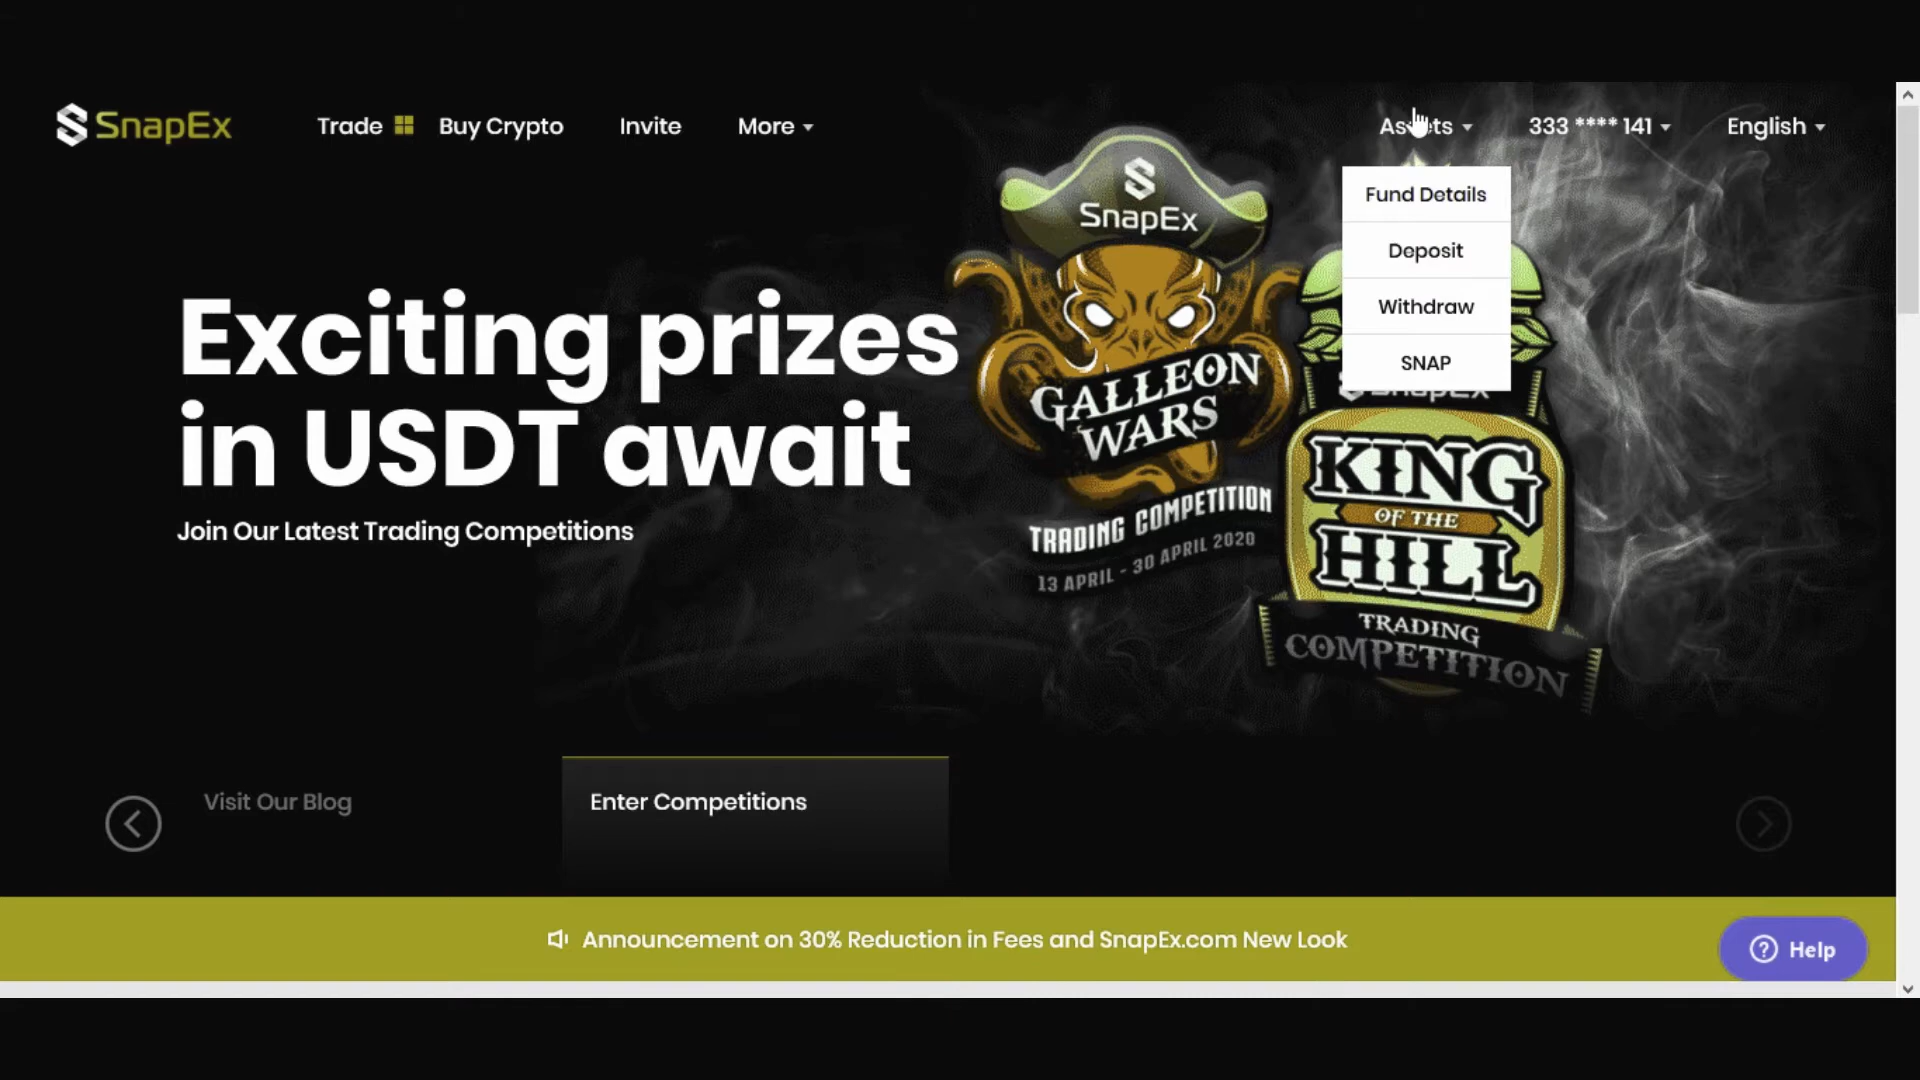 SnapEx
Trade
Buy Crypto
Invite
More
Assets
333 **** 141
English
Fund Details
Deposit
Withdraw
SNAP
Exciting prizes
in USDT await
Join Our Latest Trading Competitions
SnapEx
GALLEON
WARS
TRADING COMPETITION
13 APRIL - 30 APRIL 2020
SnapEx
KING
OF THE
HILL
TRADING
COMPETITION
Visit Our Blog
Enter Competitions
Announcement on 30% Reduction in Fees and SnapEx.com New Look
Help